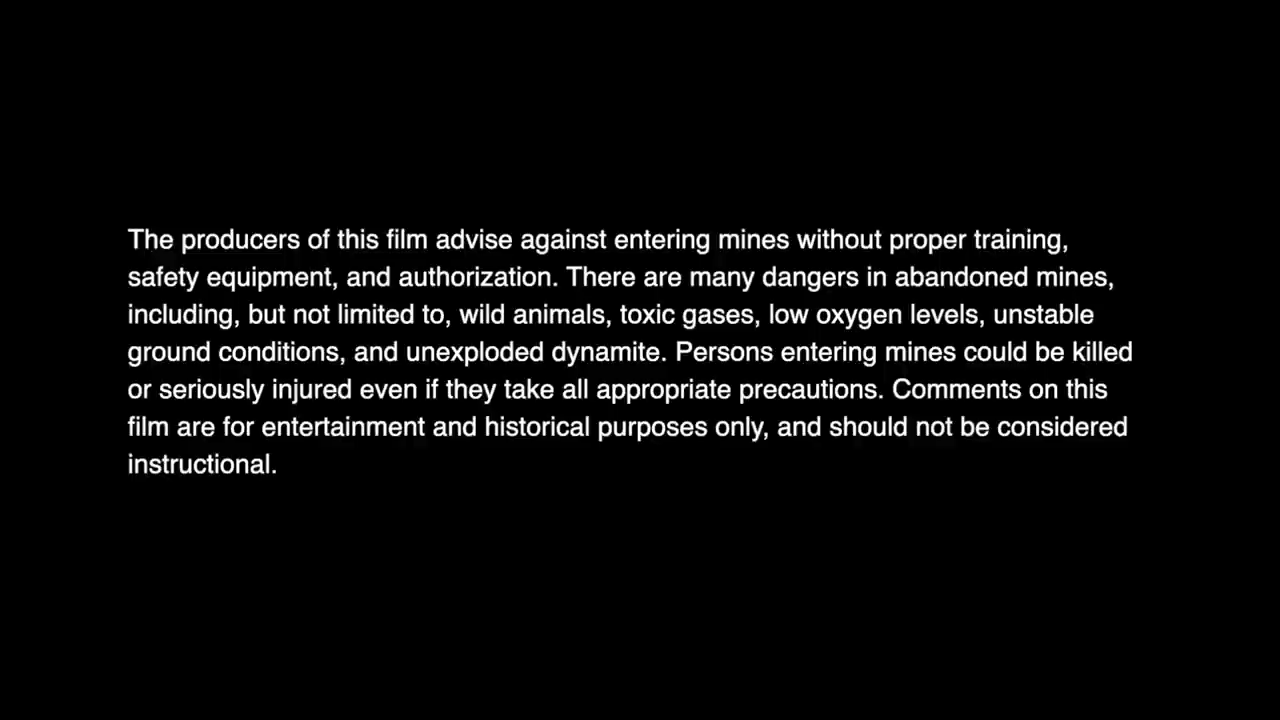 The producers of this film advise against entering mines without proper training,
safety equipment, and authorization. There are many dangers in abandoned mines,
including, but not limited to, wild animals, toxic gases, low oxygen levels, unstable
ground conditions, and unexploded dynamite. Persons entering mines could be killed
or seriously injured even if they take all appropriate precautions. Comments on this
film are for entertainment and historical purposes only, and should not be considered
instructional.